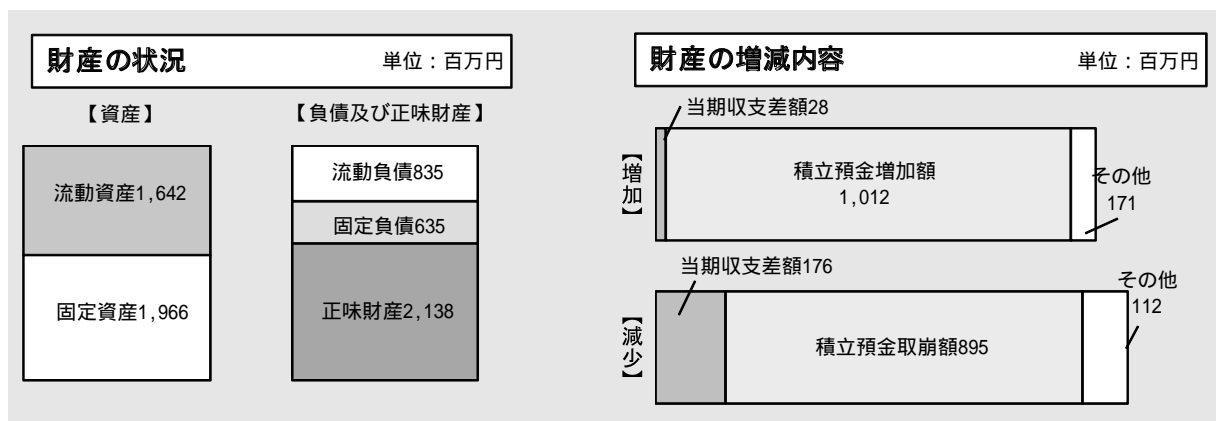 財産の状況
単位：百万円
【資産】
【負債及び正味財産】
流動資産1,642
固定資産1,966
流動負債835
固定負債635
正味財産2,138
財産の増減内容
単位：百万円
【増加】
当期収支差額28
積立預金増加額
1,012
その他
171
【減少】
当期収支差額176
積立預金取崩額895
その他
112